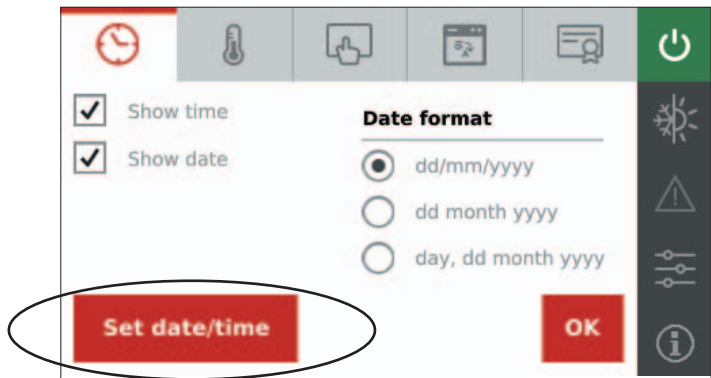 Show time
Show date
Date format
dd/mm/yyyy
dd month yyyy
day, dd month yyyy
Set date/time
OK